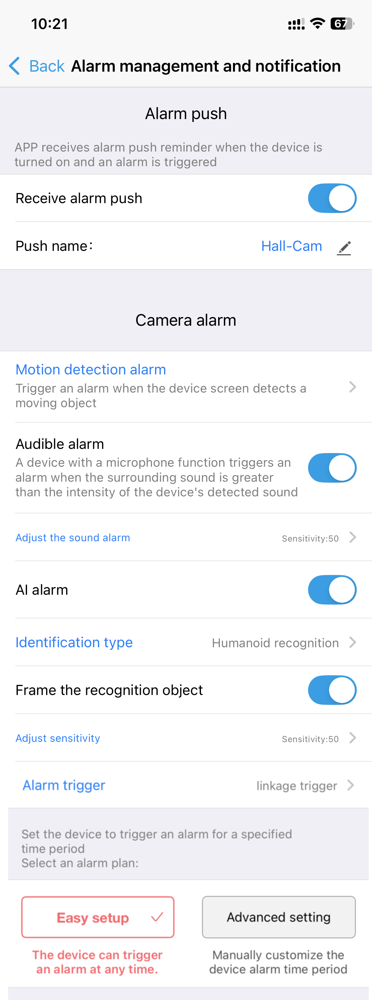 10:21
67
Back Alarm management and notification
Alarm push
APP receives alarm push reminder when the device is
turned on and an alarm is triggered
Receive alarm push
Push name: Hall-Cam
Camera alarm
Motion detection alarm
Trigger an alarm when the device screen detects a
moving object
Audible alarm
A device with a microphone function triggers an
alarm when the surrounding sound is greater
than the intensity of the device's detected sound
Adjust the sound alarm Sensitivity:50
AI alarm
Identification type Humanoid recognition
Frame the recognition object
Adjust sensitivity Sensitivity:50
Alarm trigger linkage trigger
Set the device to trigger an alarm for a specified
time period
Select an alarm plan:
Easy setup Advanced setting
The device can trigger Manually customize the
an alarm at any time. device alarm time period